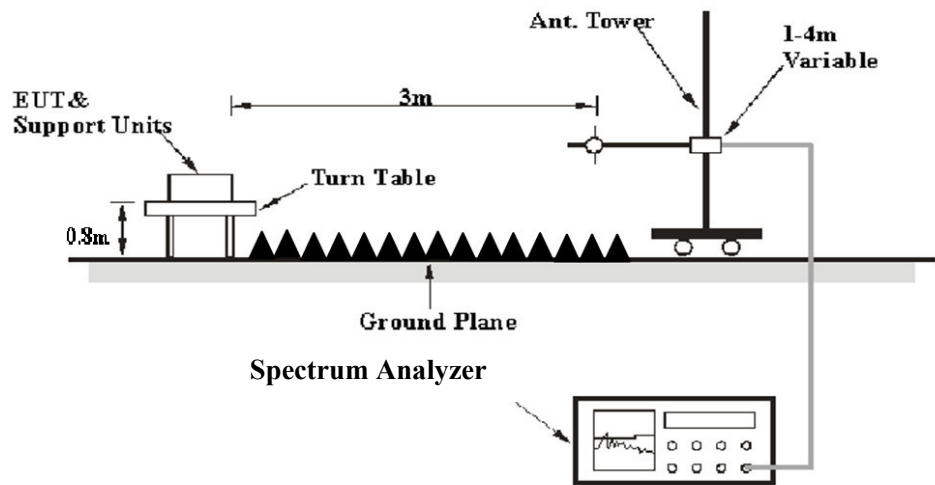 Ant. Tower
1-4m
Variable
3m
EUT&
Support Units
Turn Table
0.8m
Ground Plane
Spectrum Analyzer